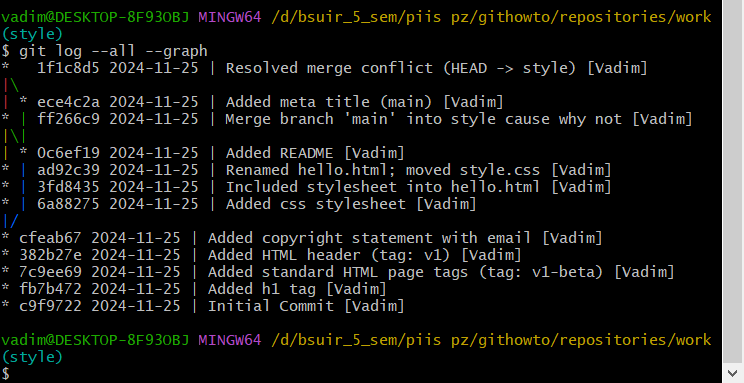 vadim@DESKTOP-8F93OBJ MINGW64 /d/bsuir_5_sem/piis pz/githowto/repositories/work
(style)
$ git log --all --graph
*   1f1c8d5 2024-11-25 | Resolved merge conflict (HEAD -> style) [Vadim]
|\
| * ece4c2a 2024-11-25 | Added meta title (main) [Vadim]
* | ff266c9 2024-11-25 | Merge branch 'main' into style cause why not [Vadim]
|\|
| * 0c6ef19 2024-11-25 | Added README [Vadim]
* | ad92c39 2024-11-25 | Renamed hello.html; moved style.css [Vadim]
* | 3fd8435 2024-11-25 | Included stylesheet into hello.html [Vadim]
* | 6a88275 2024-11-25 | Added css stylesheet [Vadim]
|/
* cfeab67 2024-11-25 | Added copyright statement with email [Vadim]
* 382b27e 2024-11-25 | Added HTML header (tag: v1) [Vadim]
* 7c9ee69 2024-11-25 | Added standard HTML page tags (tag: v1-beta) [Vadim]
* fb7b472 2024-11-25 | Added h1 tag [Vadim]
* c9f9722 2024-11-25 | Initial Commit [Vadim]
vadim@DESKTOP-8F93OBJ MINGW64 /d/bsuir_5_sem/piis pz/githowto/repositories/work
(style)
$